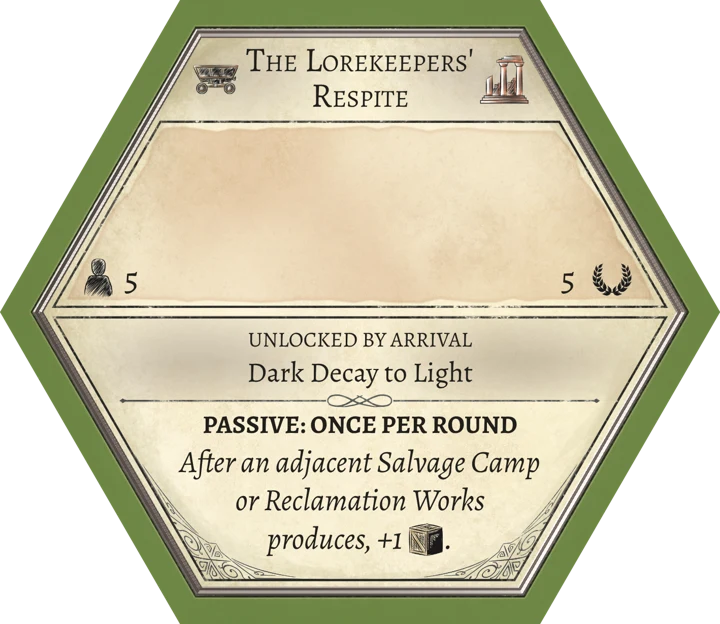 The Lorekeepers'
Respite
5
5
UNLOCKED BY ARRIVAL
Dark Decay to Light
PASSIVE: ONCE PER ROUND
After an adjacent Salvage Camp
or Reclamation Works
produces, +1 .